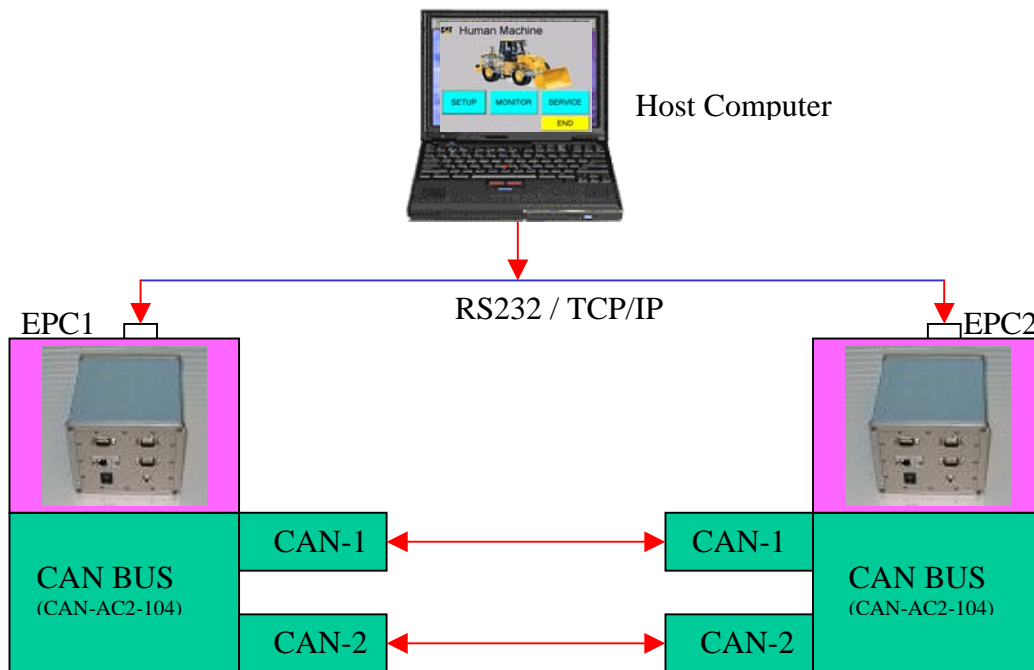 CAT Human Machine
SETUP MONITOR SERVICE
END
Host Computer
RS232 / TCP/IP
EPC1
EPC2
CAN-1
CAN-1
CAN BUS
(CAN-AC2-104)
CAN BUS
(CAN-AC2-104)
CAN-2
CAN-2